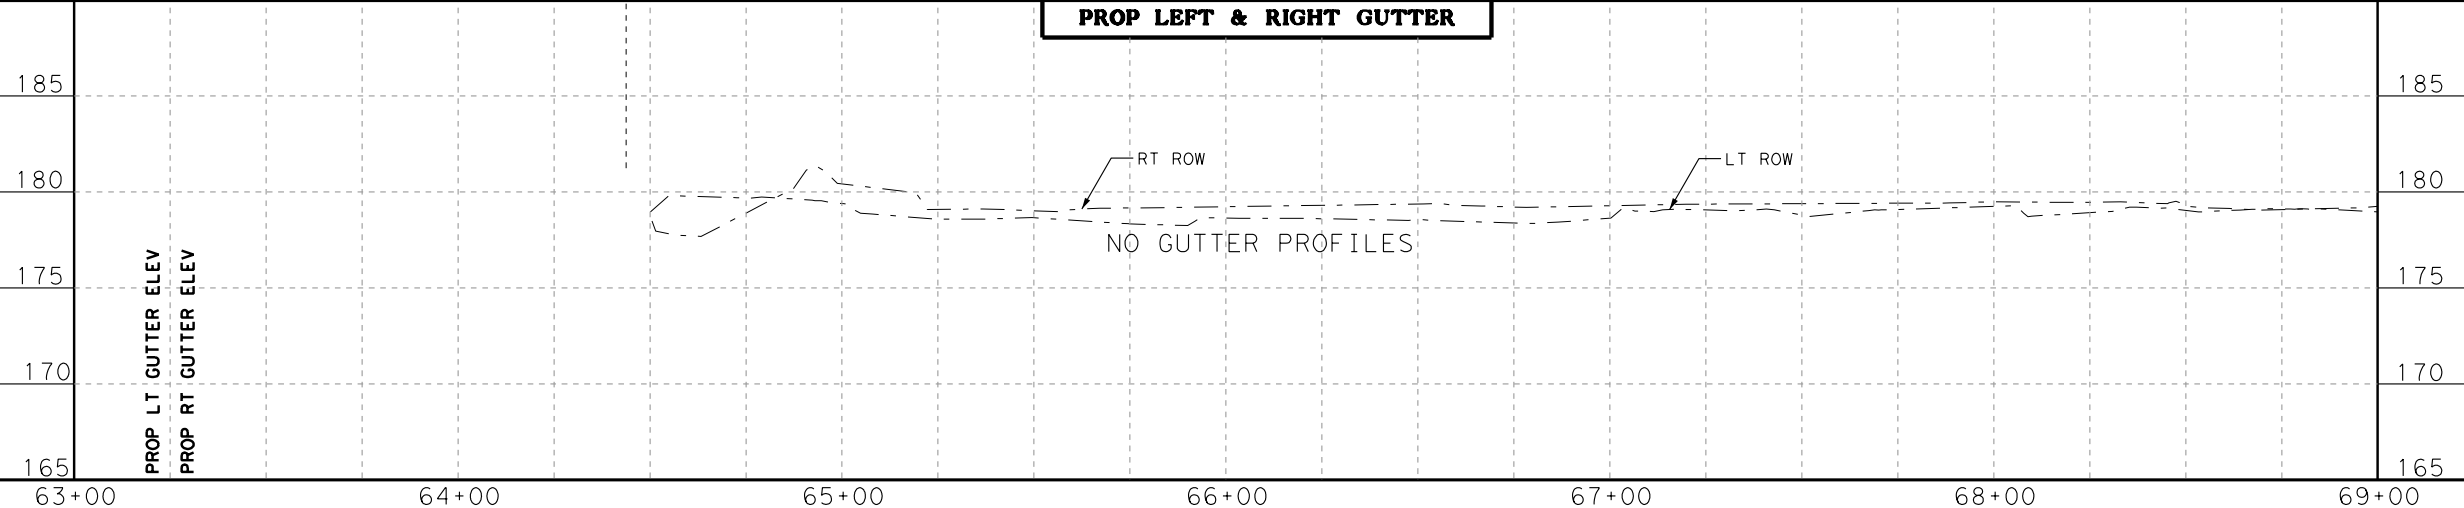 PROP LEFT & RIGHT GUTTER
185 185
RT ROW LT ROW
180 180
NO GUTTER PROFILES
175 175
170 170
165 165
PROP LT GUTTER ELEV
PROP RT GUTTER ELEV
63+00 64+00 65+00 66+00 67+00 68+00 69+00